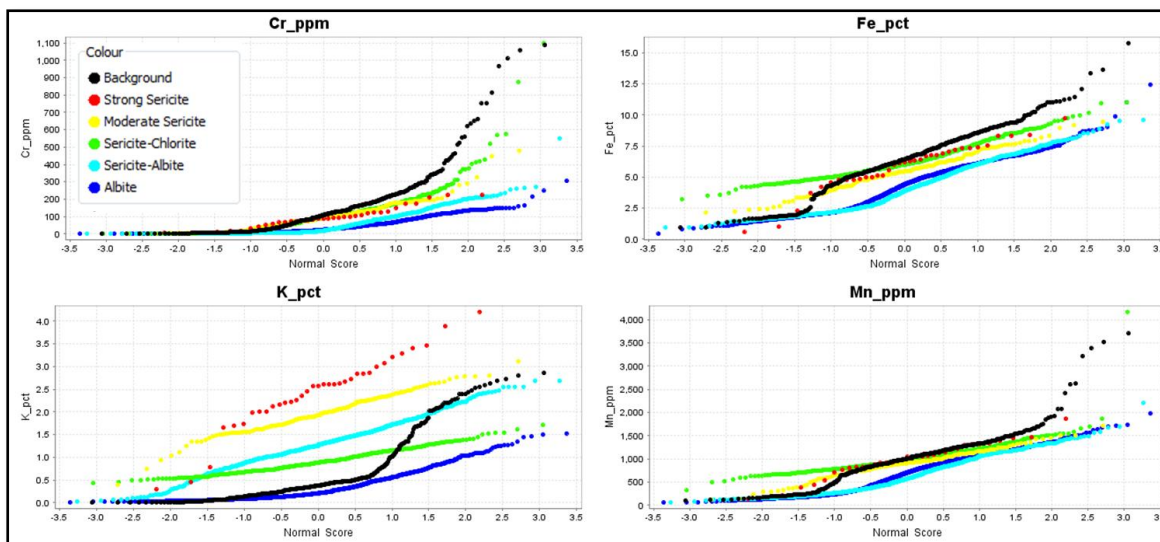 Cr_ppm
1,100
1,000
900
800
700
600
500
400
300
200
100
0
Cr_ppm
-3.5 -3.0 -2.5 -2.0 -1.5 -1.0 -0.5 0.0 0.5 1.0 1.5 2.0 2.5 3.0 3.5
Normal Score
Colour
Background
Strong Sericite
Moderate Sericite
Sericite-Chlorite
Sericite-Albite
Albite
Fe_pct
15.0
12.5
10.0
7.5
5.0
2.5
0.0
Fe_pct
-3.5 -3.0 -2.5 -2.0 -1.5 -1.0 -0.5 0.0 0.5 1.0 1.5 2.0 2.5 3.0 3.5
Normal Score
K_pct
4.0
3.5
3.0
2.5
2.0
1.5
1.0
0.5
0.0
K_pct
-3.5 -3.0 -2.5 -2.0 -1.5 -1.0 -0.5 0.0 0.5 1.0 1.5 2.0 2.5 3.0 3.5
Normal Score
Mn_ppm
4,000
3,500
3,000
2,500
2,000
1,500
1,000
500
0
Mn_ppm
-3.5 -3.0 -2.5 -2.0 -1.5 -1.0 -0.5 0.0 0.5 1.0 1.5 2.0 2.5 3.0 3.5
Normal Score